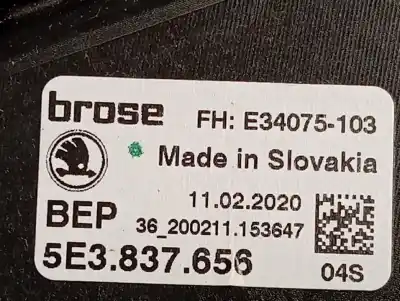 brose
FH: E34075-103
Made in Slovakia
11.02.2020
BEP
36_200211.153647
5E3.837.656
04S